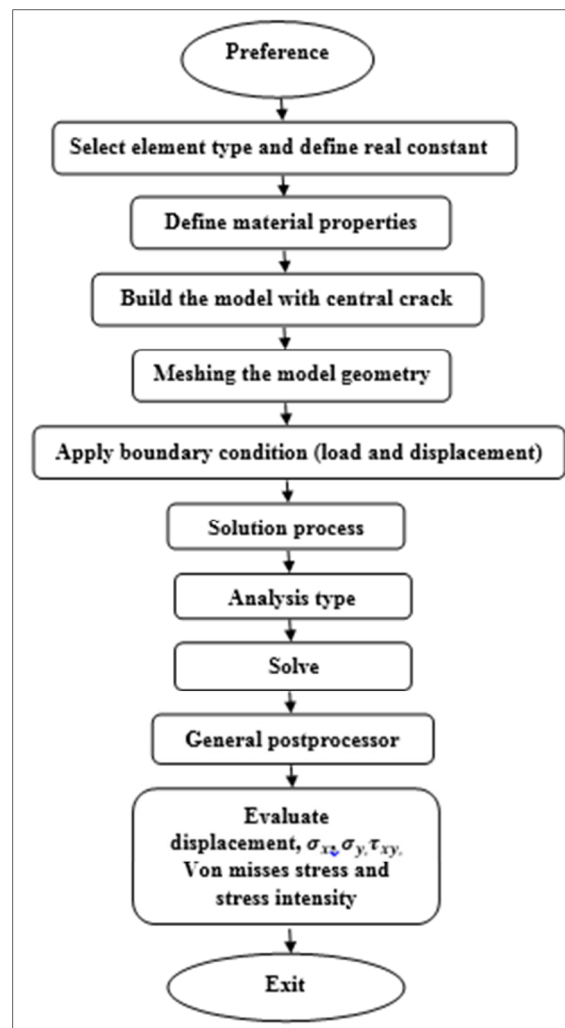 Preference
Select element type and define real constant
Define material properties
Build the model with central crack
Meshing the model geometry
Apply boundary condition (load and displacement)
Solution process
Analysis type
Solve
General postprocessor
Evaluate
displacement, σx, σy, τxy,
Von misses stress and
stress intensity
Exit